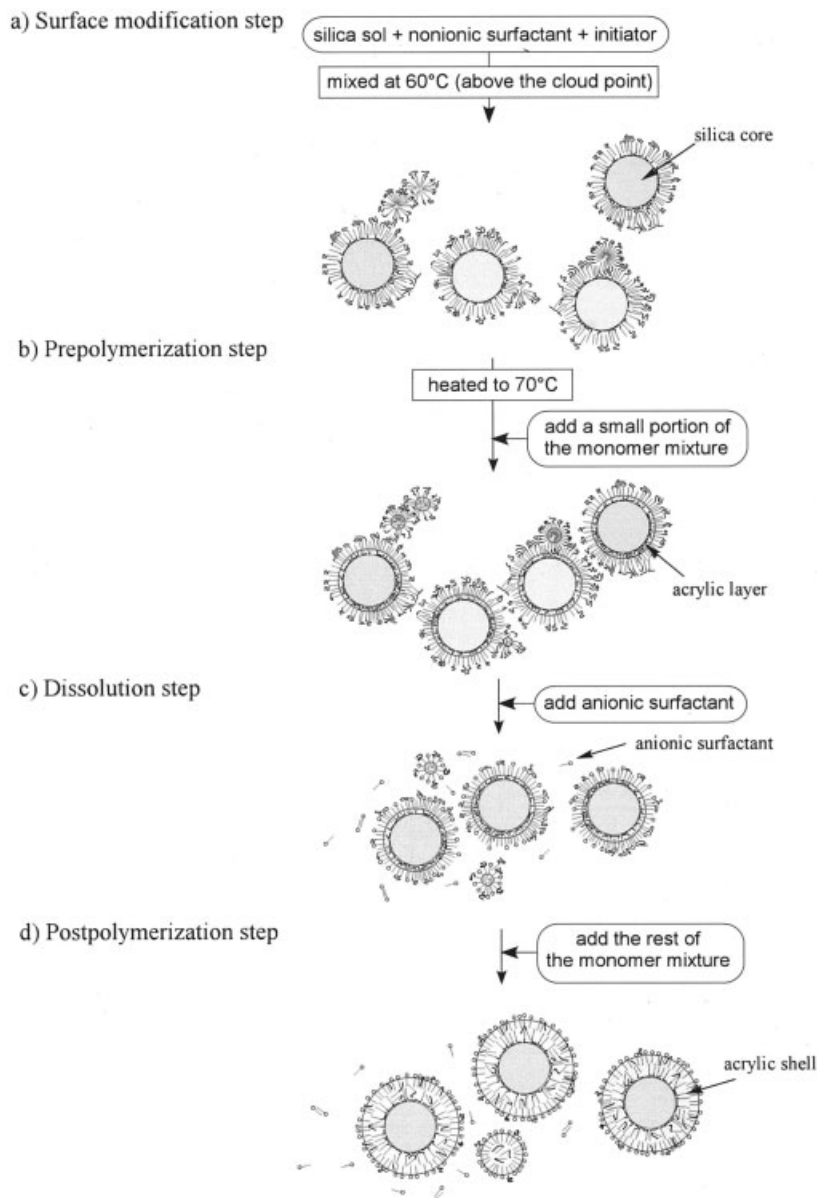 a) Surface modification step
silica sol + nonionic surfactant + initiator
mixed at 60°C (above the cloud point)
silica core
b) Prepolymerization step
heated to 70°C
add a small portion of
the monomer mixture
acrylic layer
c) Dissolution step
add anionic surfactant
anionic surfactant
d) Postpolymerization step
add the rest of
the monomer mixture
acrylic shell